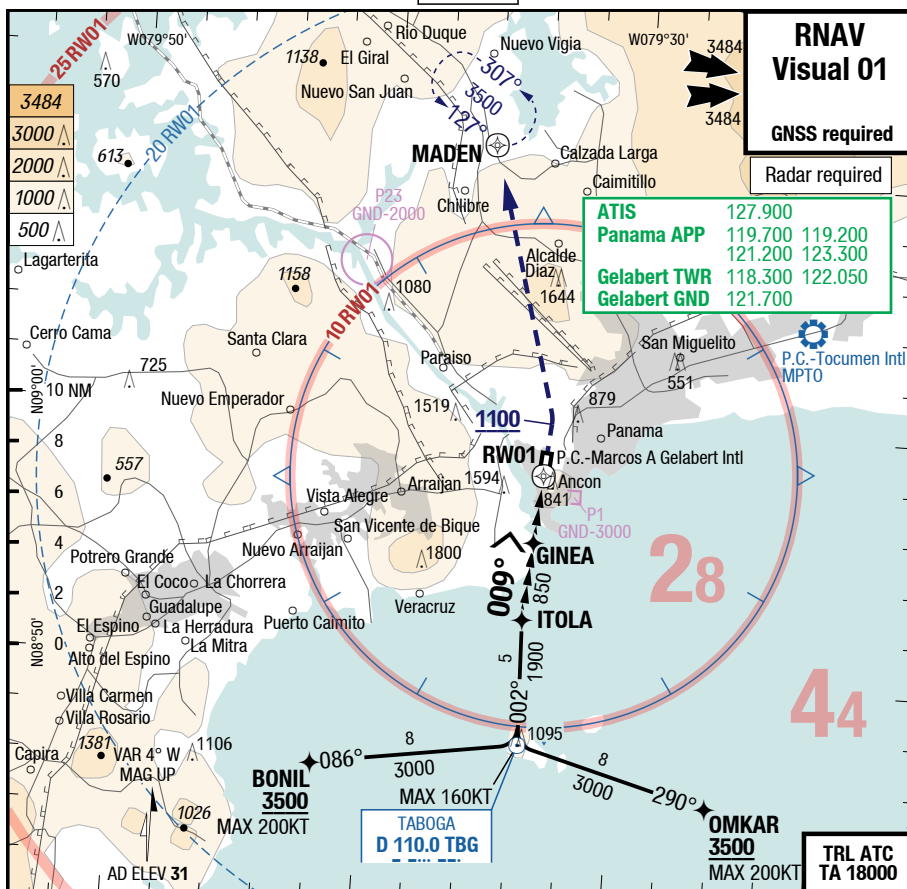 W079°50'
W079°30'
25 RW01
570
1138
Rio Duque
El Giral
Nuevo San Juan
Nuevo Vigia
307°
3500
127°
3484
3484
RNAV
Visual 01
GNSS required
3484
3000
2000
1000
500
20 RW01
613
MADEN
Calzada Larga
Caimitillo
Chilibre
P23
GND-2000
Radar required
ATIS 127.900
Panama APP 119.700 119.200
121.200 123.300
Gelabert TWR 118.300 122.050
Gelabert GND 121.700
Lagarterita
1158
1080
10 RW01
Alcalde
Diaz
1644
Cerro Cama
Santa Clara
Paraiso
San Miguelito
551
P.C.-Tocumen Intl
MPTO
N09°00'
10 NM
725
Nuevo Emperador
1519
1100
879
Panama
8
557
6
RW01
P.C.-Marcos A Gelabert Intl
Ancon
841
1594
Arraijan
Vista Alegre
San Vicente de Bique
Nuevo Arraijan
P1
GND-3000
4
GINEA
1800
28
Potrero Grande
El Coco
La Chorrera
2
Guadalupe
La Herradura
La Mitra
El Espino
Alto del Espino
0
N08°50'
Puerto Caimito
Veracruz
009°
850
ITOLA
5
1900
002°
44
Villa Carmen
Villa Rosario
Capira
1381
VAR 4° W
MAG UP
1106
1026
AD ELEV 31
1095
BONIL
3500
MAX 200KT
086°
8
3000
MAX 160KT
8
3000
290°
OMKAR
3500
MAX 200KT
TABOGA
D 110.0 TBG
TRL ATC
TA 18000